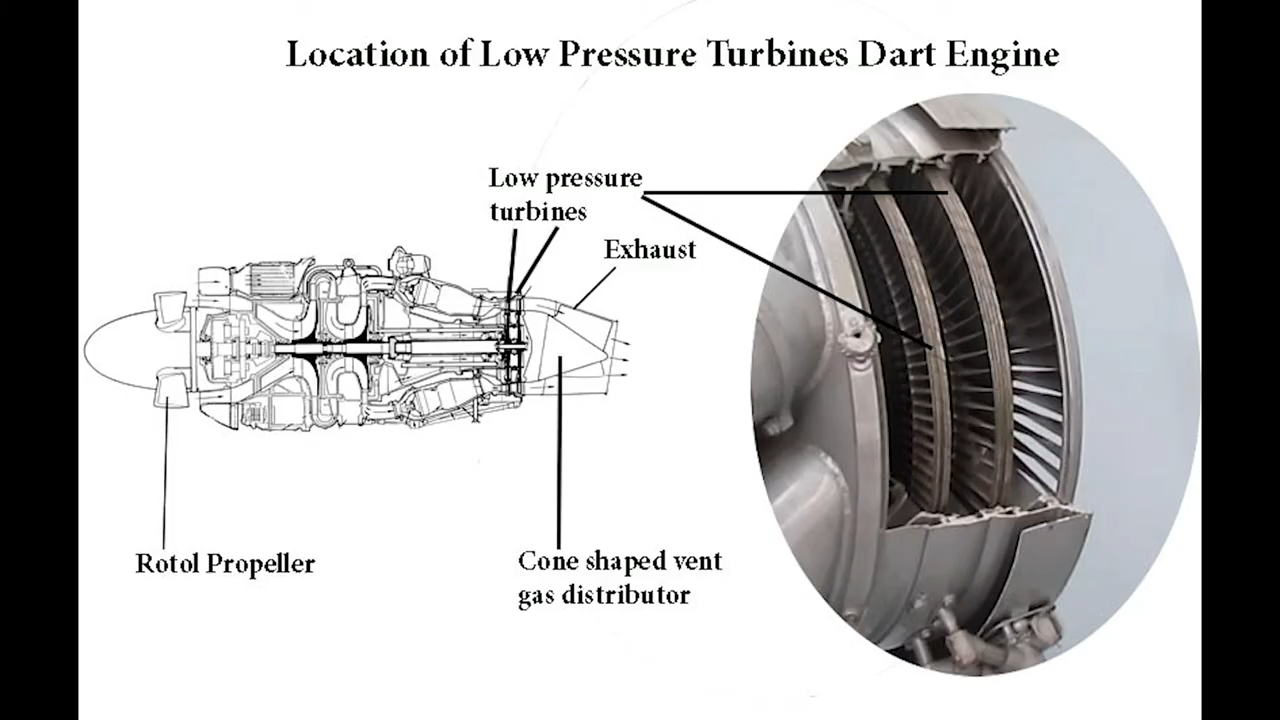 Location of Low Pressure Turbines Dart Engine
Low pressure
turbines
Exhaust
Rotol Propeller
Cone shaped vent
gas distributor